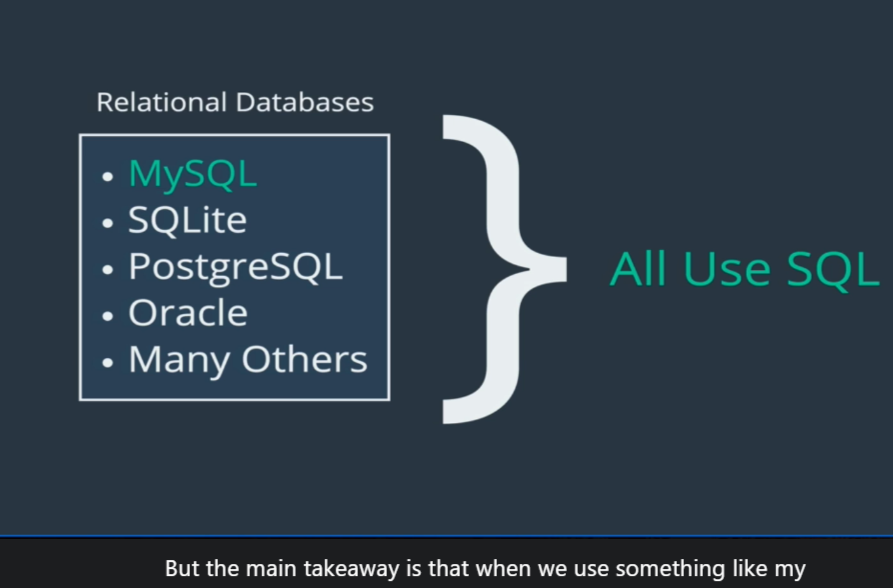 Relational Databases
• MySQL
• SQLite
• PostgreSQL
• Oracle
• Many Others
All Use SQL
But the main takeaway is that when we use something like my